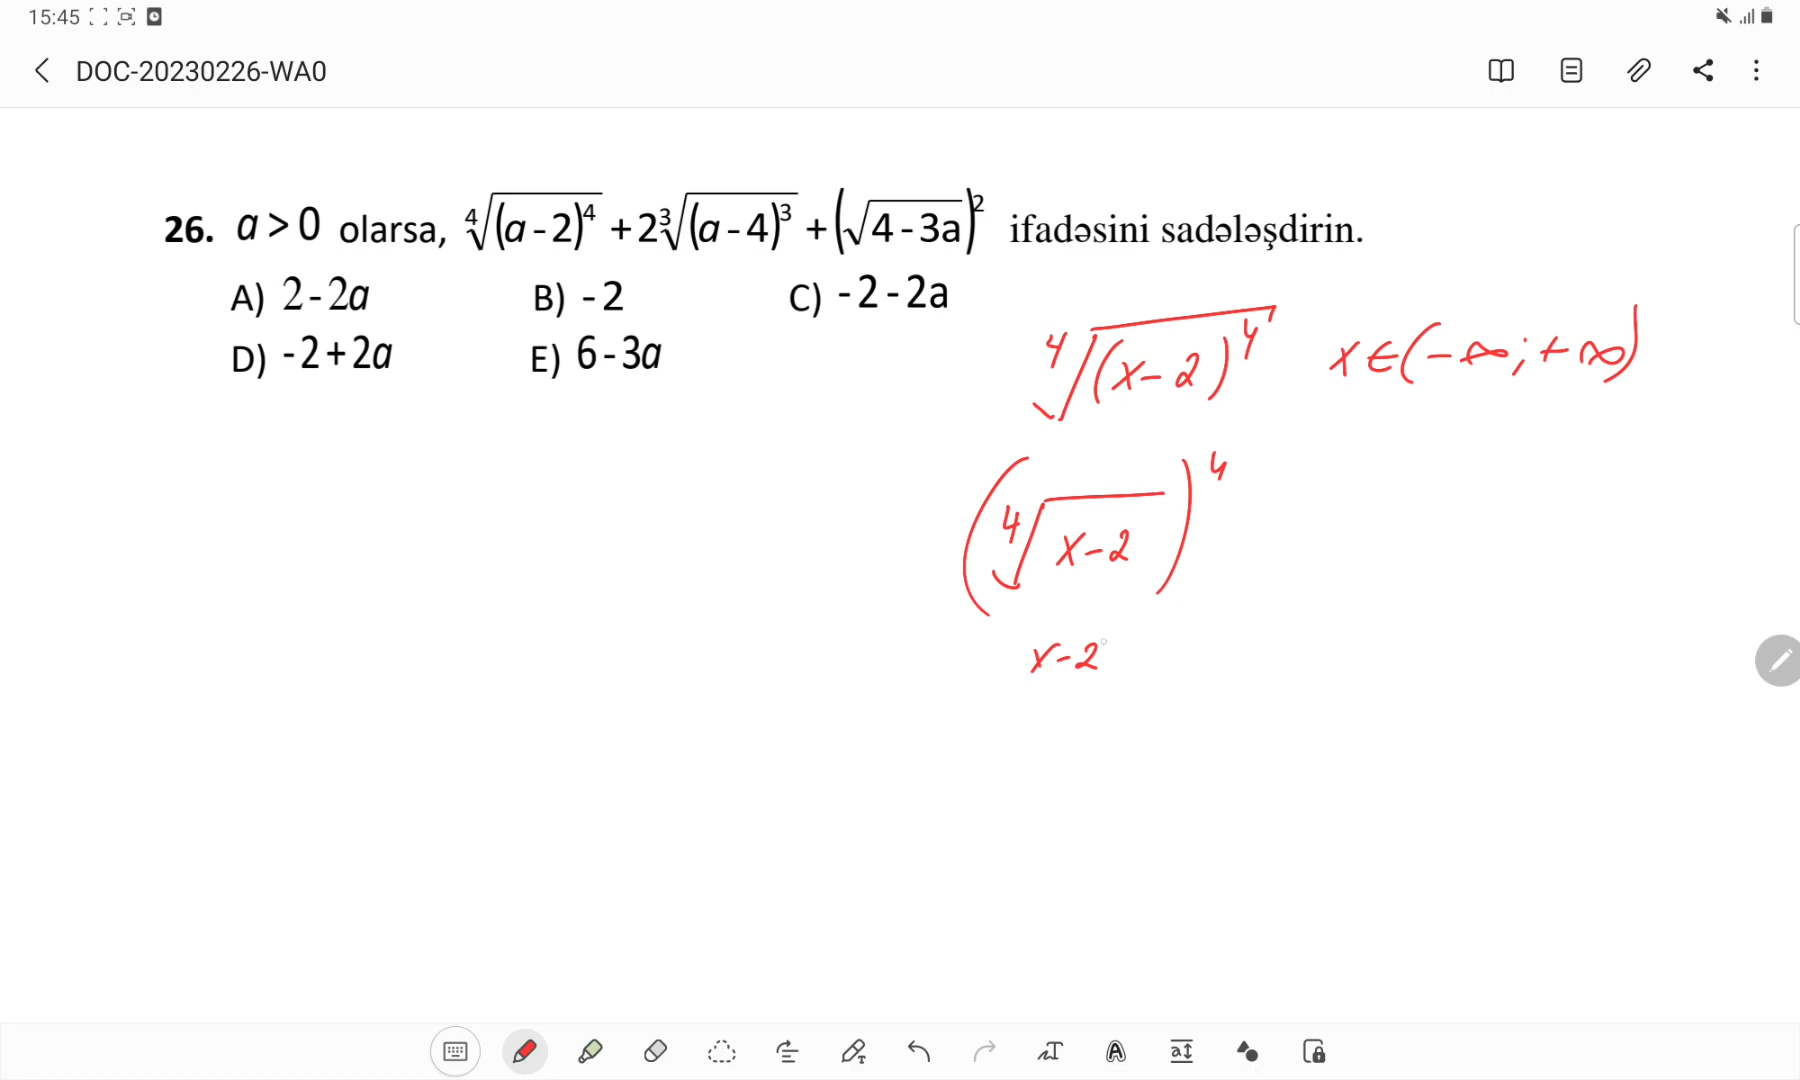 15:45
DOC-20230226-WA0
26. a > 0 olarsa, ⁴√(a - 2)⁴ + 2³√(a - 4)³ + (√4 - 3a)² ifadəsini sadələşdirin.
A) 2 - 2a B) - 2 C) - 2 - 2a
D) - 2 + 2a E) 6 - 3a
⁴√(x - 2)⁴ x ∈ (-∞; +∞)
(⁴√x - 2)⁴
x - 2